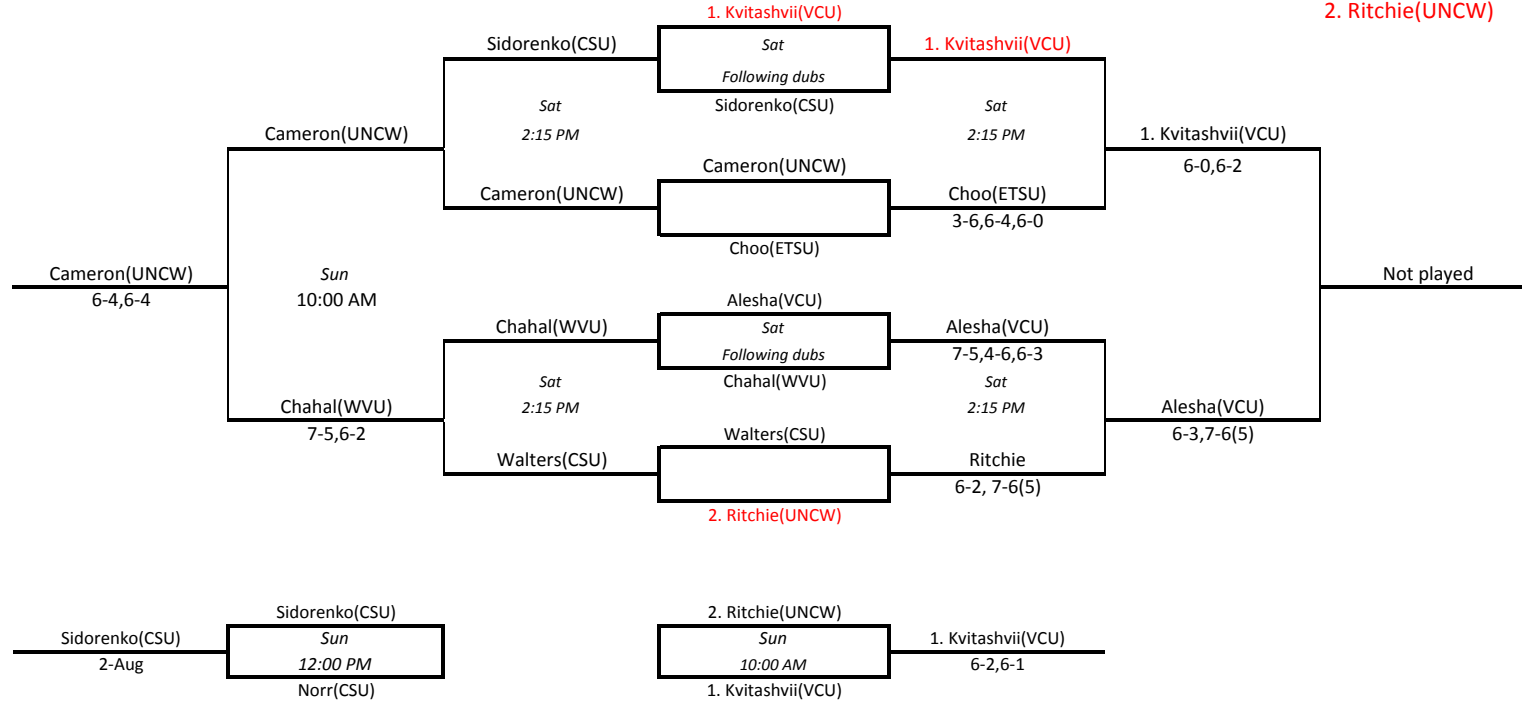 2. Ritchie(UNCW)
1. Kvitashvii(VCU)
Sidorenko(CSU)
Sat
1. Kvitashvii(VCU)
Following dubs
Sat
Sidorenko(CSU)
Sat
Cameron(UNCW)
2:15 PM
2:15 PM
1. Kvitashvii(VCU)
Cameron(UNCW)
6-0,6-2
Cameron(UNCW)
Choo(ETSU)
3-6,6-4,6-0
Choo(ETSU)
Cameron(UNCW)
Sun
Not played
6-4,6-4
10:00 AM
Alesha(VCU)
Chahal(WVU)
Sat
Alesha(VCU)
Following dubs
7-5,4-6,6-3
Sat
Chahal(WVU)
Sat
Chahal(WVU)
2:15 PM
2:15 PM
Alesha(VCU)
7-5,6-2
Walters(CSU)
6-3,7-6(5)
Walters(CSU)
Ritchie
6-2, 7-6(5)
2. Ritchie(UNCW)
Sidorenko(CSU)
2. Ritchie(UNCW)
Sidorenko(CSU)
Sun
Sun
1. Kvitashvii(VCU)
2-Aug
12:00 PM
10:00 AM
6-2,6-1
Norr(CSU)
1. Kvitashvii(VCU)